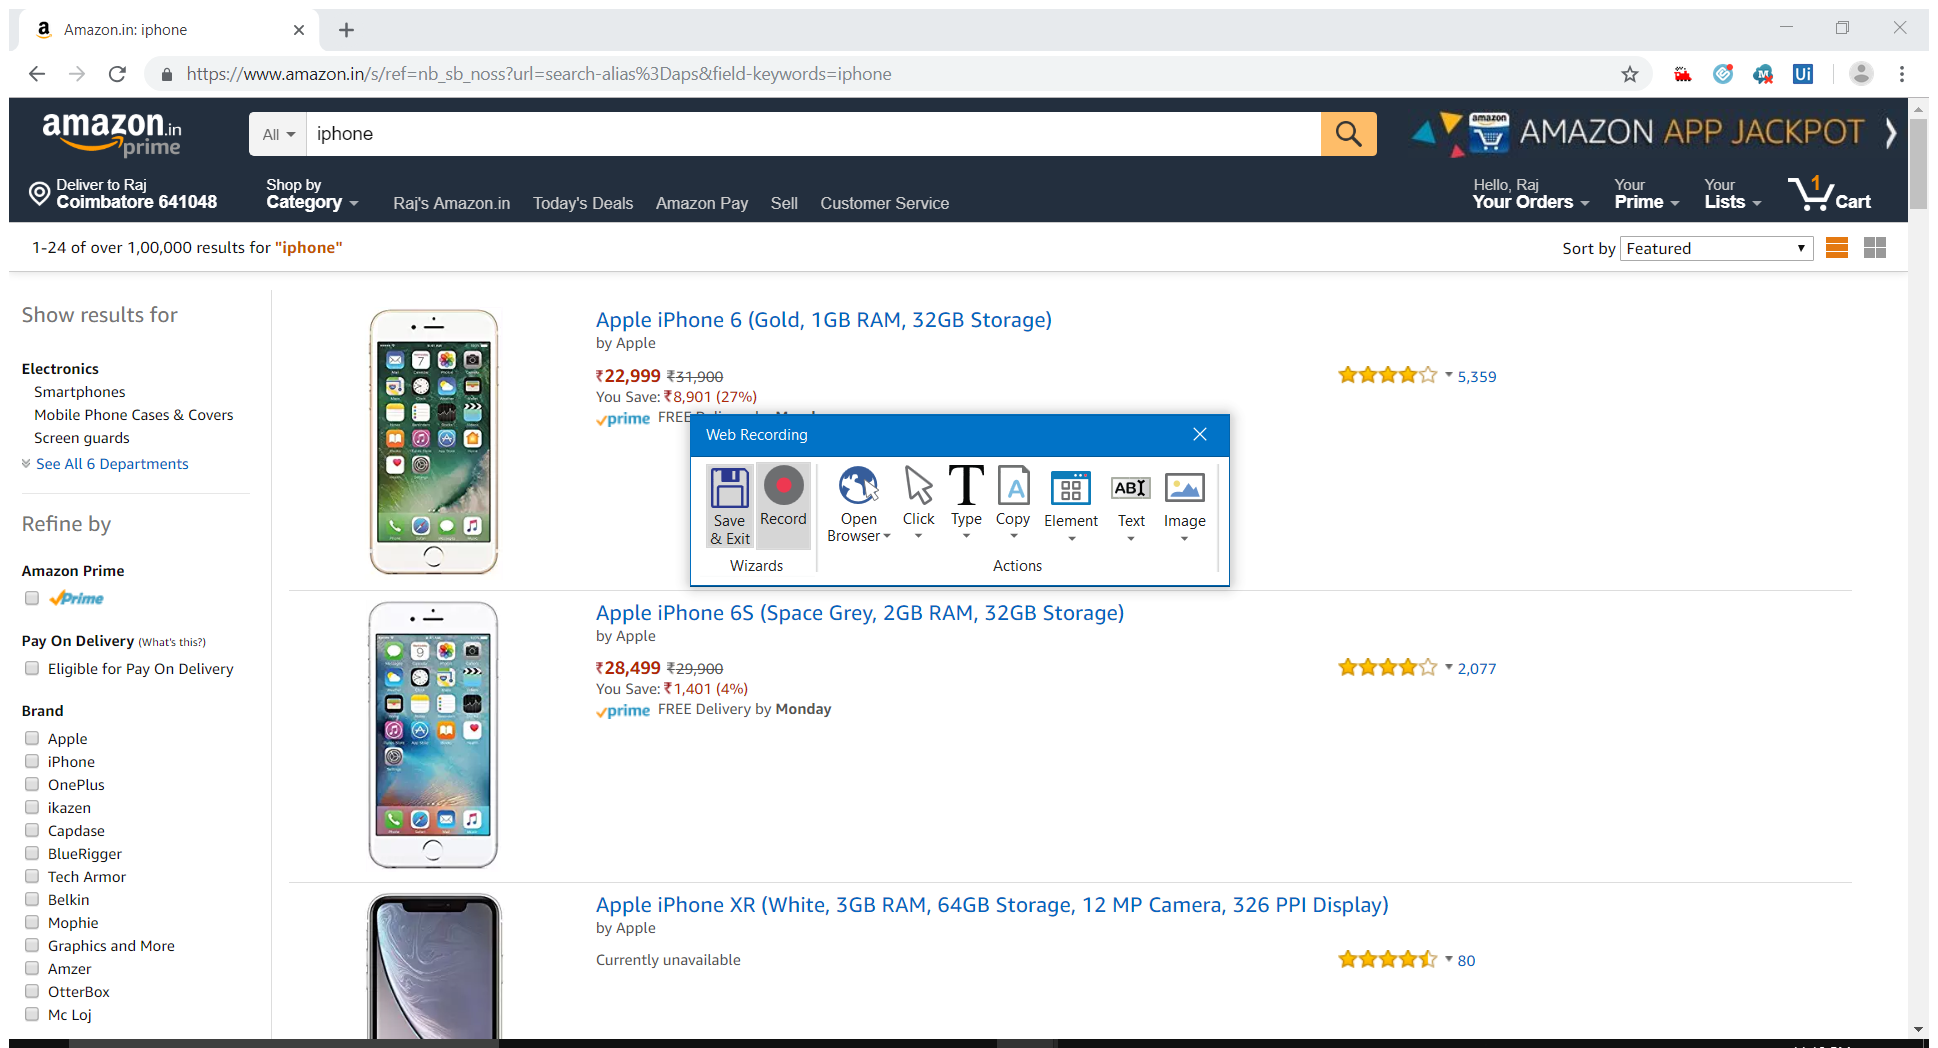 Amazon.in: iphone
https://www.amazon.in/s/ref=nb_sb_noss?url=search-alias%3Daps&field-keywords=iphone
M
Ui
amazon.in
prime
All
iphone
amazon
AMAZON APP JACKPOT
Deliver to Raj
Coimbatore 641048
Shop by
Category
Raj's Amazon.in
Today's Deals
Amazon Pay
Sell
Customer Service
Hello, Raj
Your Orders
Your
Prime
Your
Lists
1
Cart
1-24 of over 1,00,000 results for "iphone"
Sort by
Featured
Show results for
Electronics
Smartphones
Mobile Phone Cases & Covers
Screen guards
See All 6 Departments
Refine by
Amazon Prime
Prime
Pay On Delivery (What's this?)
Eligible for Pay On Delivery
Brand
Apple
iPhone
OnePlus
ikazen
Capdase
BlueRigger
Tech Armor
Belkin
Mophie
Graphics and More
Amzer
OtterBox
Mc Loj
Apple iPhone 6 (Gold, 1GB RAM, 32GB Storage)
by Apple
₹22,999 ₹31,900
You Save: ₹8,901 (27%)
prime FREE
5,359
Web Recording
Save
& Exit
Record
Wizards
Open
Browser
Click
Type
Copy
Element
ABI
Text
Image
Actions
Apple iPhone 6S (Space Grey, 2GB RAM, 32GB Storage)
by Apple
₹28,499 ₹29,900
You Save: ₹1,401 (4%)
prime FREE Delivery by Monday
2,077
Apple iPhone XR (White, 3GB RAM, 64GB Storage, 12 MP Camera, 326 PPI Display)
by Apple
Currently unavailable
80